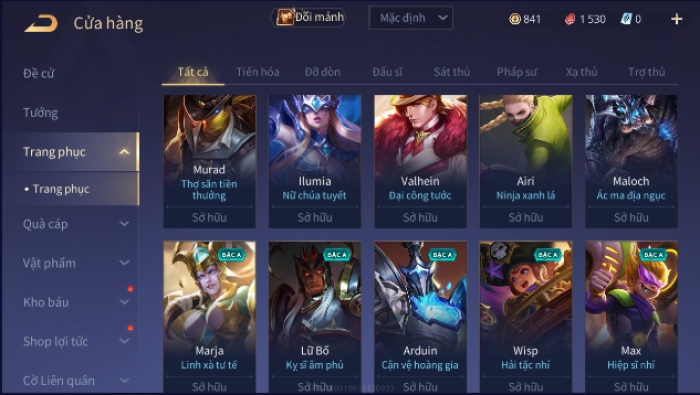 Cửa hàng
Đổi mảnh
Mặc định
841
1 530
0
Đề cử
Tướng
Trang phục
• Trang phục
Quà cáp
Vật phẩm
Kho báu
Shop lợi tức
Cờ Liên quân
Tất cả
Tiến hóa
Đỡ đòn
Đấu sĩ
Sát thủ
Pháp sư
Xạ thủ
Trợ thủ
Murad
Thợ săn tiền
thưởng
Sở hữu
Ilumia
Nữ chúa tuyết
Sở hữu
Valhein
Đại công tước
Sở hữu
Airi
Ninja xanh lá
Sở hữu
Maloch
Ác ma địa ngục
Sở hữu
Marja
Linh xà tư tế
Sở hữu
BẬC A
Lữ Bố
Kỵ sĩ âm phủ
Sở hữu
BẬC A
Arduin
Cận vệ hoàng gia
Sở hữu
BẬC A
Wisp
Hải tặc nhí
Sở hữu
BẬC A
Max
Hiệp sĩ nhí
Sở hữu
BẬC A